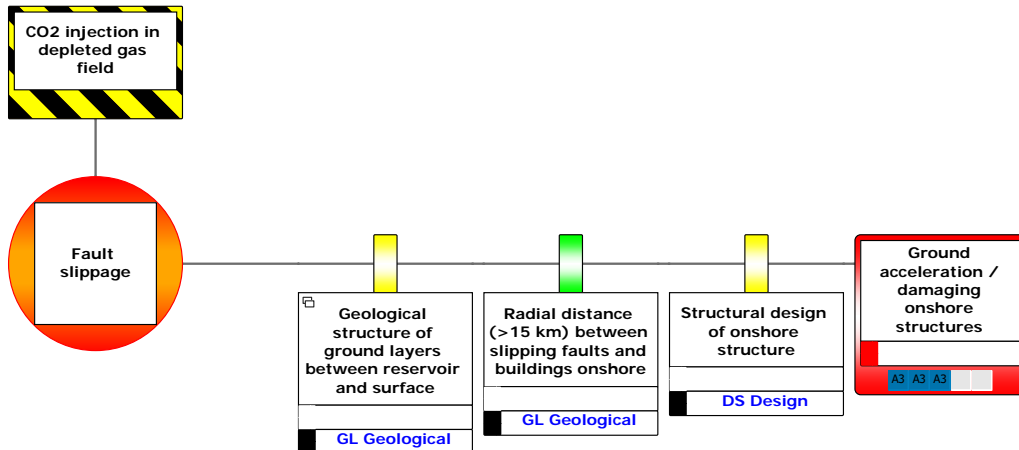 CO2 injection in
depleted gas
field
Fault
slippage
Geological
structure of
ground layers
between reservoir
and surface
GL Geological
Radial distance
(>15 km) between
slipping faults and
buildings onshore
GL Geological
Structural design
of onshore
structure
DS Design
Ground
acceleration /
damaging
onshore
structures
A3 A3 A3